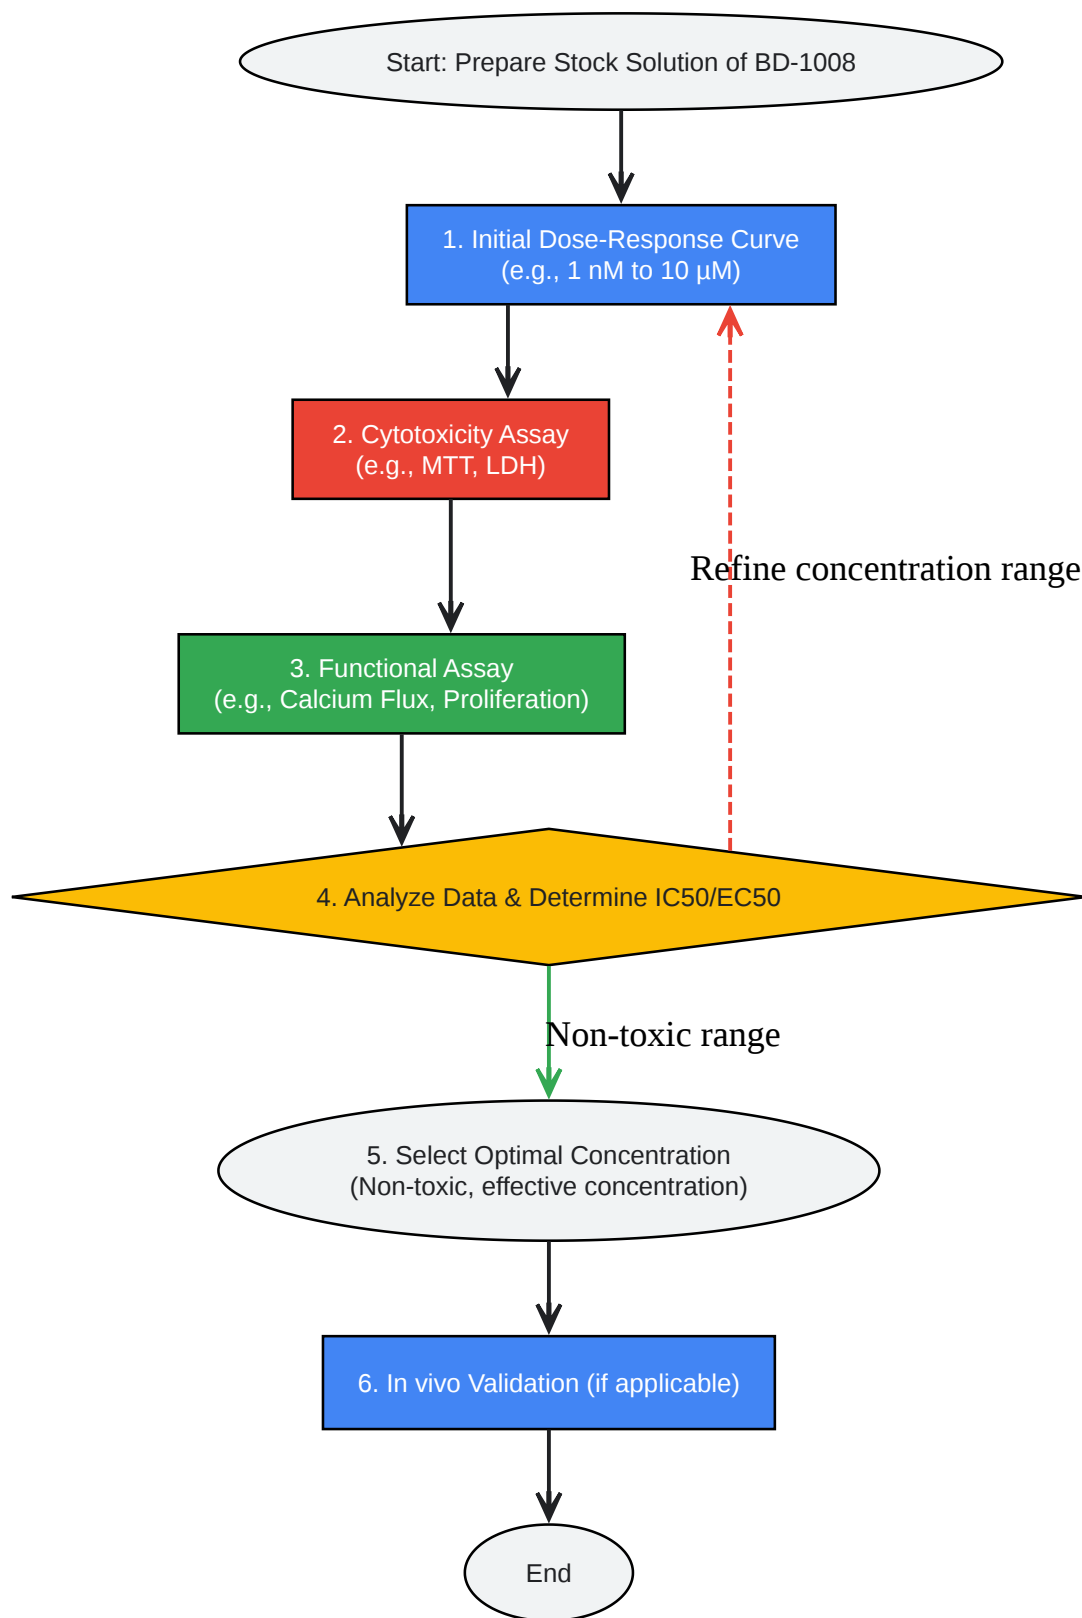 Start: Prepare Stock Solution of BD-1008
1. Initial Dose-Response Curve
(e.g., 1 nM to 10 µM)
2. Cytotoxicity Assay
(e.g., MTT, LDH)
Refine concentration range
3. Functional Assay
(e.g., Calcium Flux, Proliferation)
4. Analyze Data & Determine IC50/EC50
Non-toxic range
5. Select Optimal Concentration
(Non-toxic, effective concentration)
6. In vivo Validation (if applicable)
End